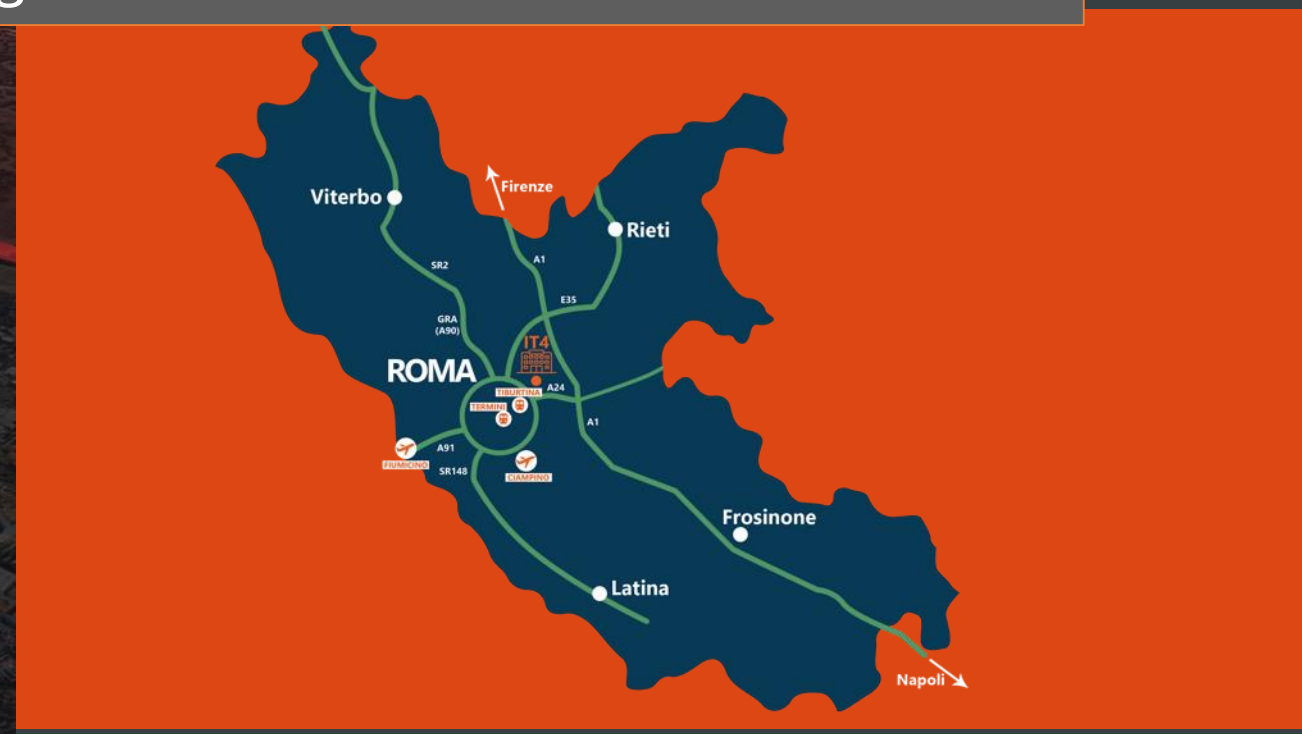 g
Firenze
Viterbo
Rieti
A1
SR2
E35
GRA
(A90)
IT4
ROMA
A24
TIBURTINA
TERMINI
A1
A91
FIUMICINO
SR148
CIAMPINO
Frosinone
Latina
Napoli